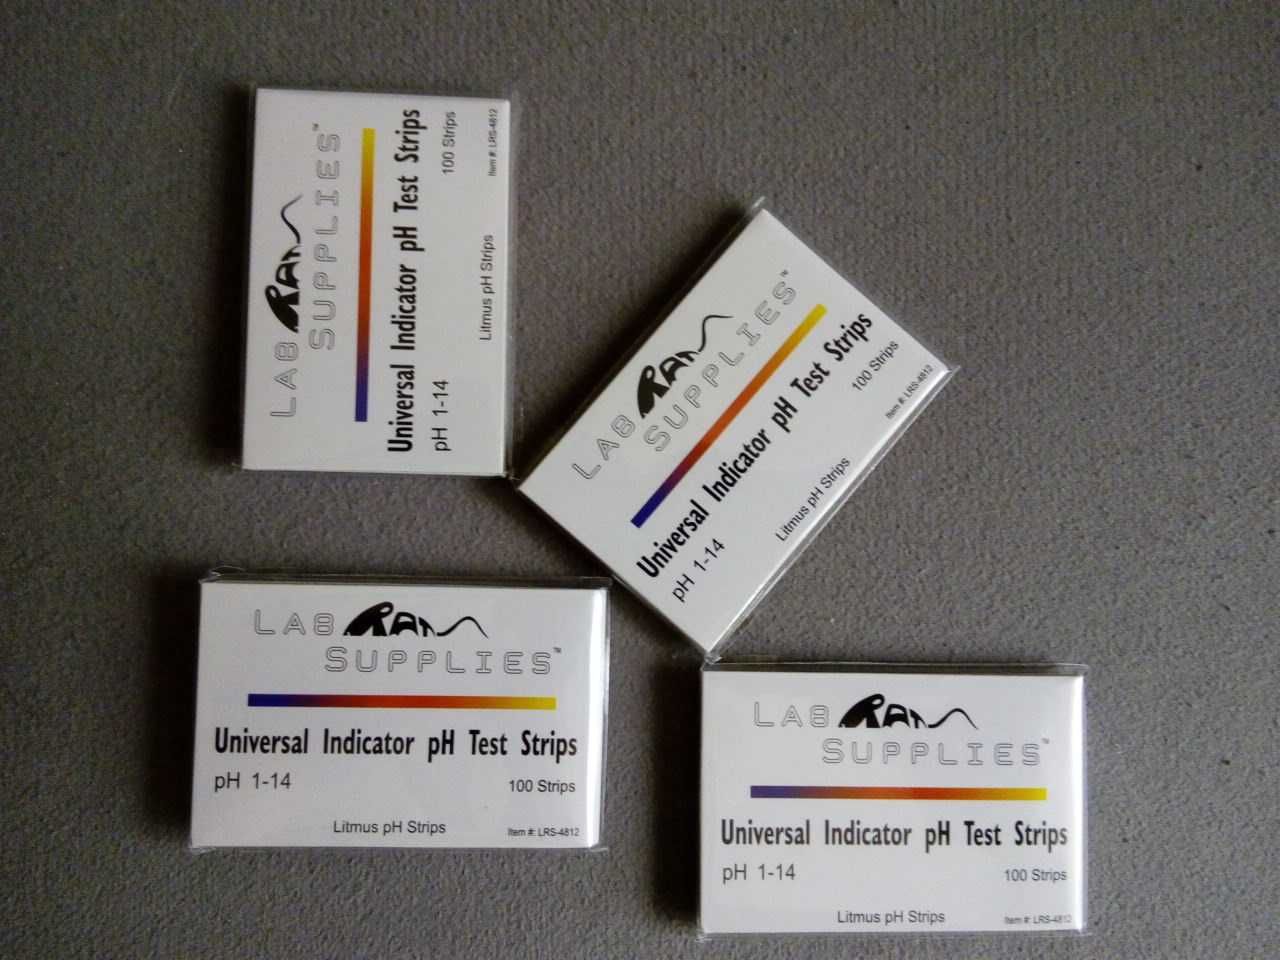 LAB RAT
SUPPLIES™
Universal Indicator pH Test Strips
pH 1-14
100 Strips
Litmus pH Strips
Item #: LRS-4812
LAB RAT
SUPPLIES™
Universal Indicator pH Test Strips
pH 1-14
100 Strips
Litmus pH Strips
Item #: LRS-4812
LAB RAT
SUPPLIES™
Universal Indicator pH Test Strips
pH 1-14
100 Strips
Litmus pH Strips
Item #: LRS-4812
LAB RAT
SUPPLIES™
Universal Indicator pH Test Strips
pH 1-14
100 Strips
Litmus pH Strips
Item #: LRS-4812